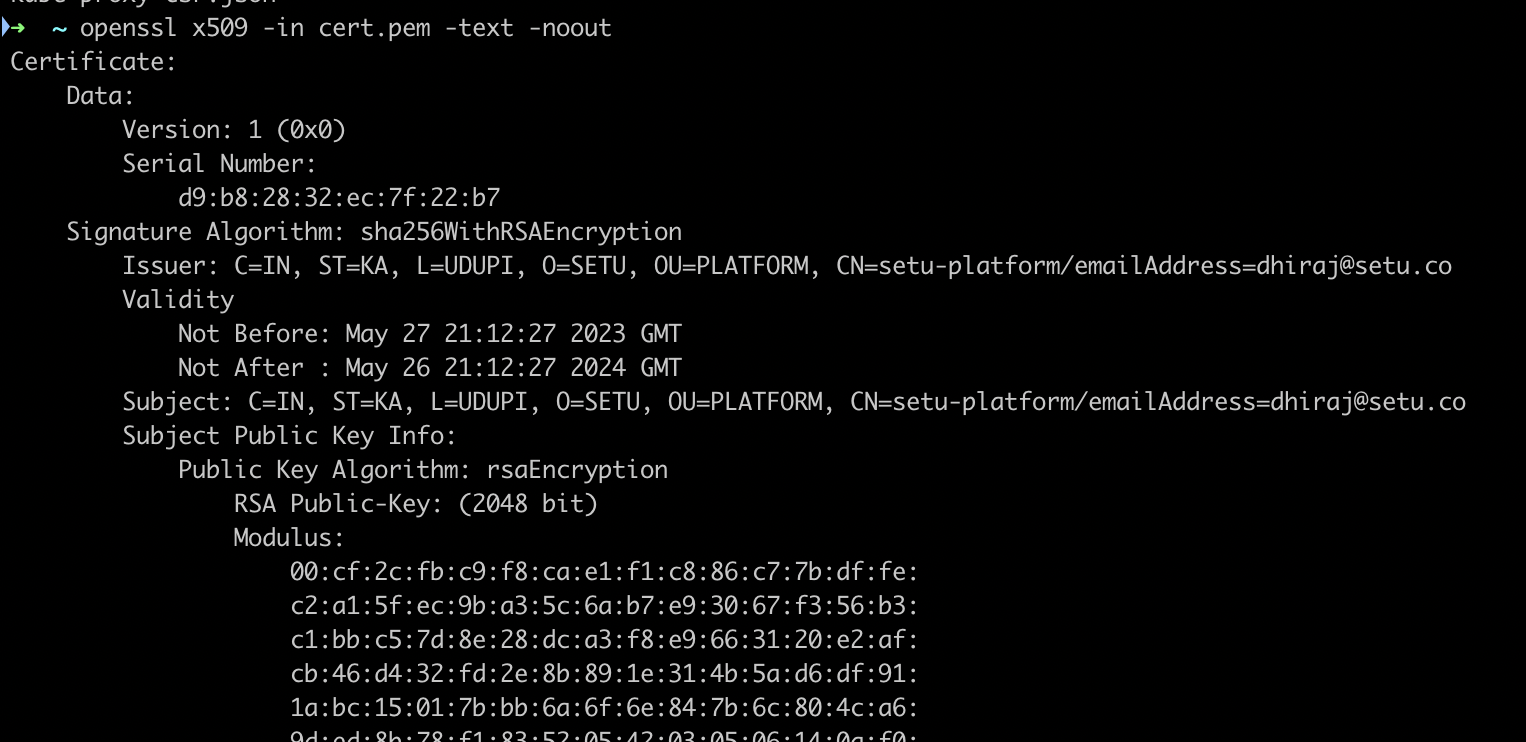 ➜  ~ openssl x509 -in cert.pem -text -noout
Certificate:
    Data:
        Version: 1 (0x0)
        Serial Number:
            d9:b8:28:32:ec:7f:22:b7
    Signature Algorithm: sha256WithRSAEncryption
        Issuer: C=IN, ST=KA, L=UDUPI, O=SETU, OU=PLATFORM, CN=setu-platform/emailAddress=dhiraj@setu.co
        Validity
            Not Before: May 27 21:12:27 2023 GMT
            Not After : May 26 21:12:27 2024 GMT
        Subject: C=IN, ST=KA, L=UDUPI, O=SETU, OU=PLATFORM, CN=setu-platform/emailAddress=dhiraj@setu.co
        Subject Public Key Info:
            Public Key Algorithm: rsaEncryption
                RSA Public-Key: (2048 bit)
                Modulus:
                    00:cf:2c:fb:c9:f8:ca:e1:f1:c8:86:c7:7b:df:fe:
                    c2:a1:5f:ec:9b:a3:5c:6a:b7:e9:30:67:f3:56:b3:
                    c1:bb:c5:7d:8e:28:dc:a3:f8:e9:66:31:20:e2:af:
                    cb:46:d4:32:fd:2e:8b:89:1e:31:4b:5a:d6:df:91:
                    1a:bc:15:01:7b:bb:6a:6f:6e:84:7b:6c:80:4c:a6: